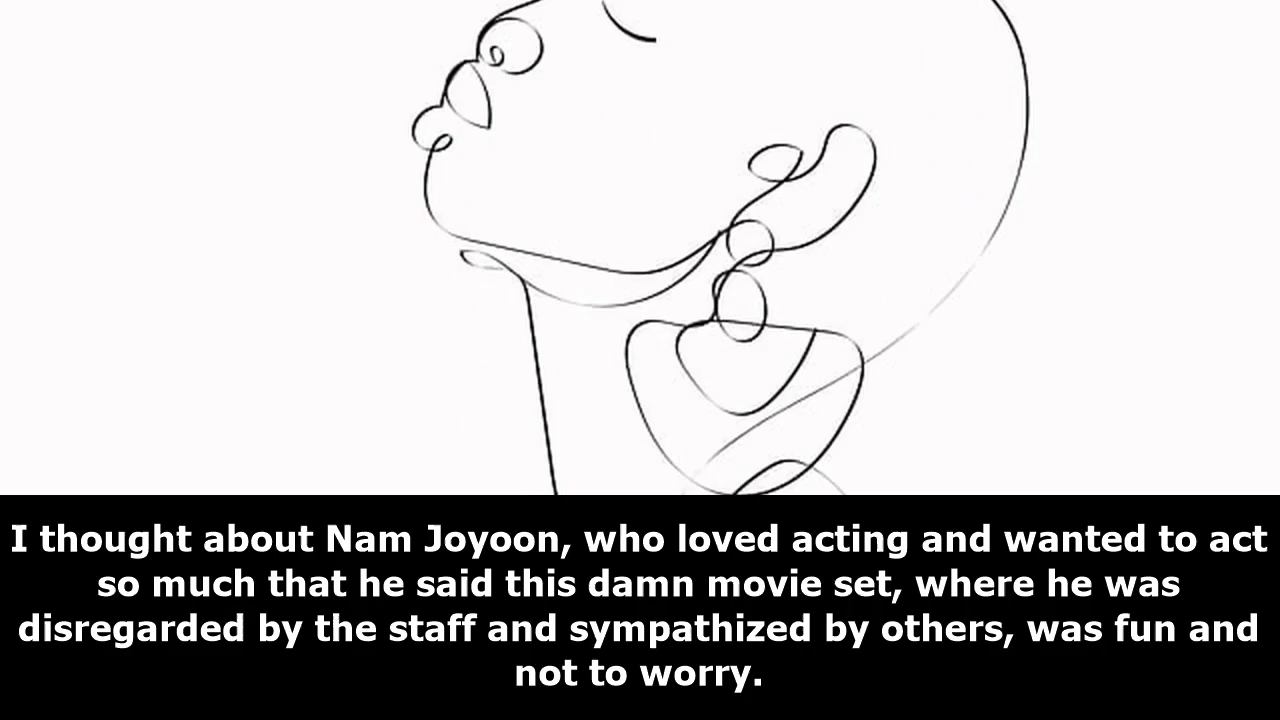 I thought about Nam Joyoon, who loved acting and wanted to act
so much that he said this damn movie set, where he was
disregarded by the staff and sympathized by others, was fun and
not to worry.